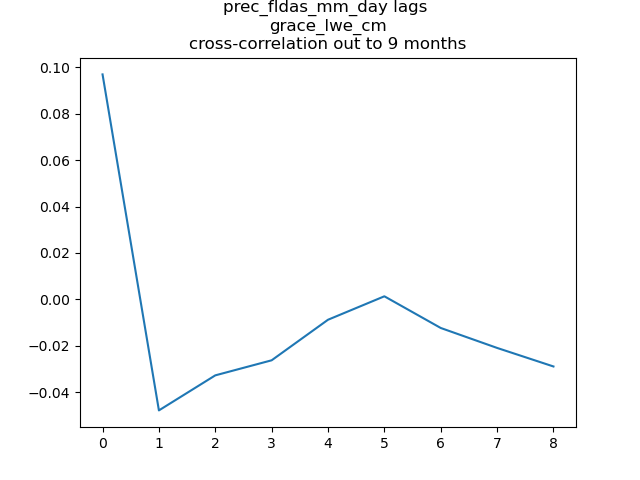 prec_fldas_mm_day lags
grace_lwe_cm
cross-correlation out to 9 months
0.10
0.08
0.06
0.04
0.02
0.00
−0.02
−0.04
0 1 2 3 4 5 6 7 8